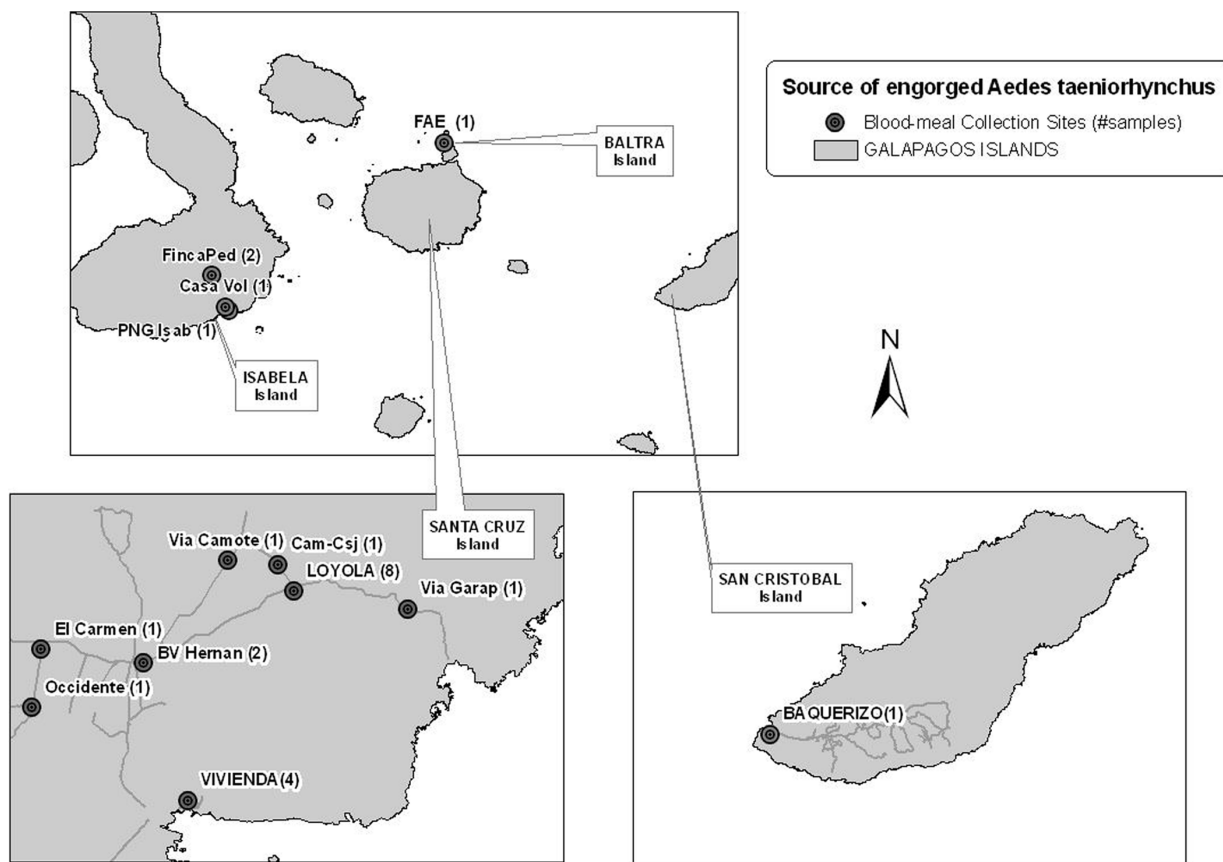 Source of engorged Aedes taeniorhynchus
Blood-meal Collection Sites (#samples)
GALAPAGOS ISLANDS
FAE (1)
BALTRA
Island
FincaPed (2)
Casa Vol (1)
PNG Isab (1)
ISABELA
Island
N
SANTA CRUZ
Island
SAN CRISTOBAL
Island
Via Camote (1)
Cam-Csj (1)
LOYOLA (8)
Via Garap (1)
El Carmen (1)
BV Hernan (2)
Occidente (1)
VIVIENDA (4)
BAQUERIZO(1)